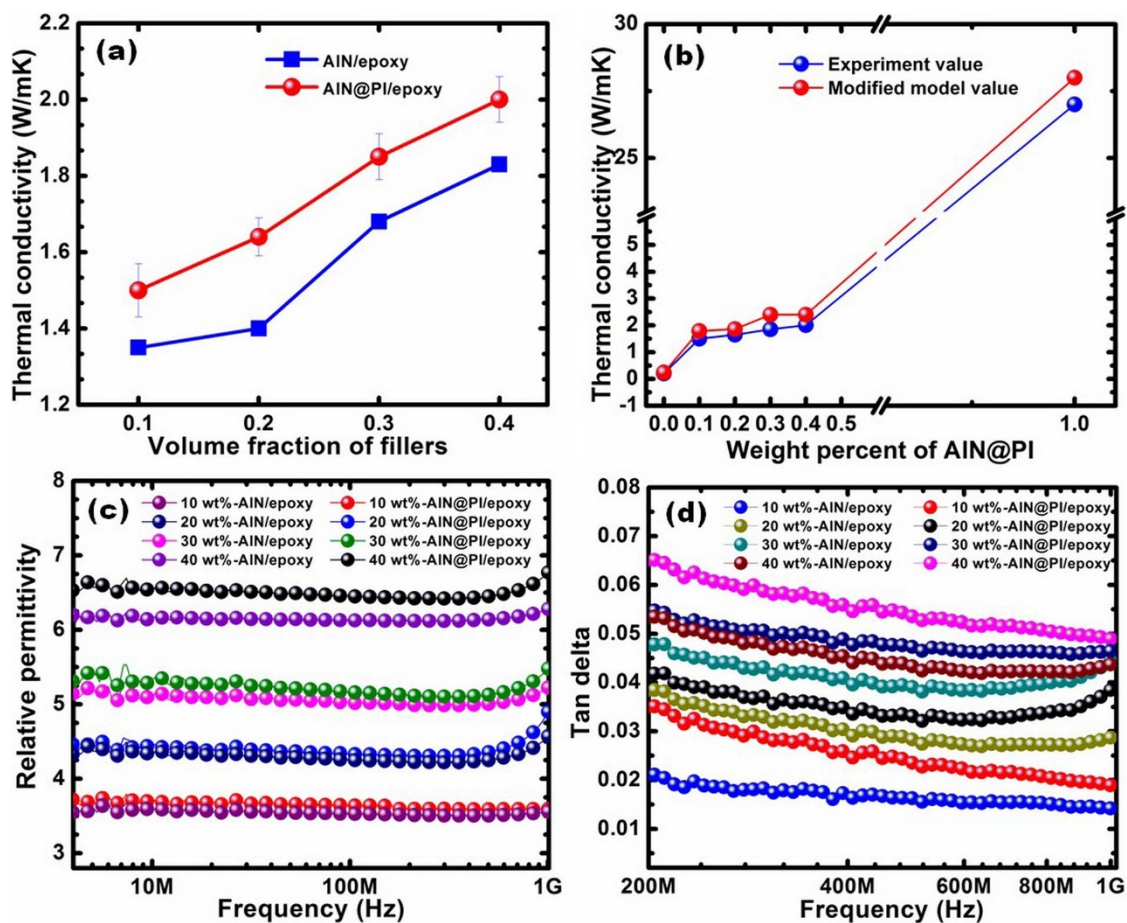 (a)
AlN/epoxy
AlN@PI/epoxy
Thermal conductivity (W/mK)
2.2
2.0
1.8
1.6
1.4
1.2
0.1 0.2 0.3 0.4
Volume fraction of fillers
(b)
Experiment value
Modified model value
Thermal conductivity (W/mK)
30
25
5
4
3
2
1
0
-1
0.0 0.1 0.2 0.3 0.4 0.5 1.0
Weight percent of AlN@PI
(c)
10 wt%-AlN/epoxy 10 wt%-AlN@PI/epoxy
20 wt%-AlN/epoxy 20 wt%-AlN@PI/epoxy
30 wt%-AlN/epoxy 30 wt%-AlN@PI/epoxy
40 wt%-AlN/epoxy 40 wt%-AlN@PI/epoxy
Relative permittivity
8
7
6
5
4
3
10M 100M 1G
Frequency (Hz)
(d)
10 wt%-AlN/epoxy 10 wt%-AlN@PI/epoxy
20 wt%-AlN/epoxy 20 wt%-AlN@PI/epoxy
30 wt%-AlN/epoxy 30 wt%-AlN@PI/epoxy
40 wt%-AlN/epoxy 40 wt%-AlN@PI/epoxy
Tan delta
0.08
0.07
0.06
0.05
0.04
0.03
0.02
0.01
200M 400M 600M 800M 1G
Frequency (Hz)